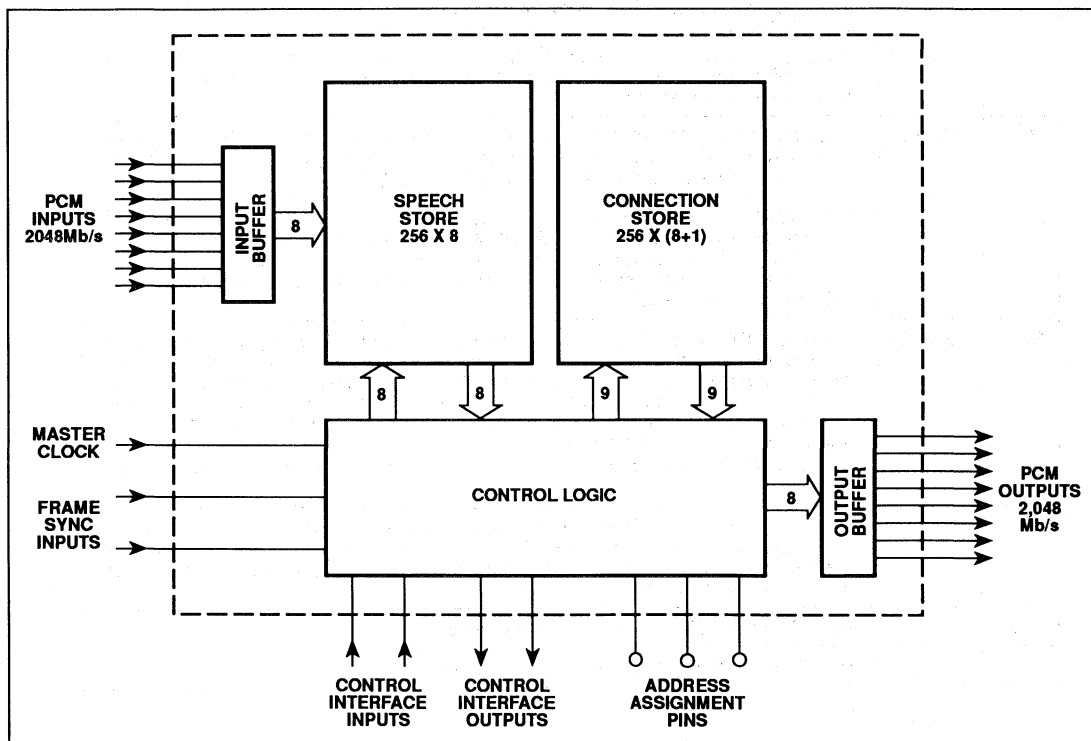 SPEECH
STORE
256 X 8
CONNECTION
STORE
256 X (8+1)
PCM
INPUTS
2048Mb/s
INPUT
BUFFER
8
8
8
9
9
MASTER
CLOCK
FRAME
SYNC
INPUTS
CONTROL LOGIC
8
OUTPUT
BUFFER
PCM
OUTPUTS
2,048
Mb/s
CONTROL
INTERFACE
INPUTS
CONTROL
INTERFACE
OUTPUTS
ADDRESS
ASSIGNMENT
PINS